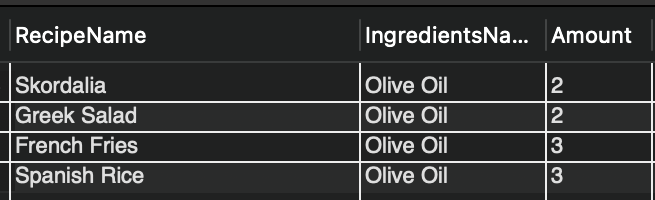 RecipeName IngredientsNa... Amount
Skordalia Olive Oil 2
Greek Salad Olive Oil 2
French Fries Olive Oil 3
Spanish Rice Olive Oil 3